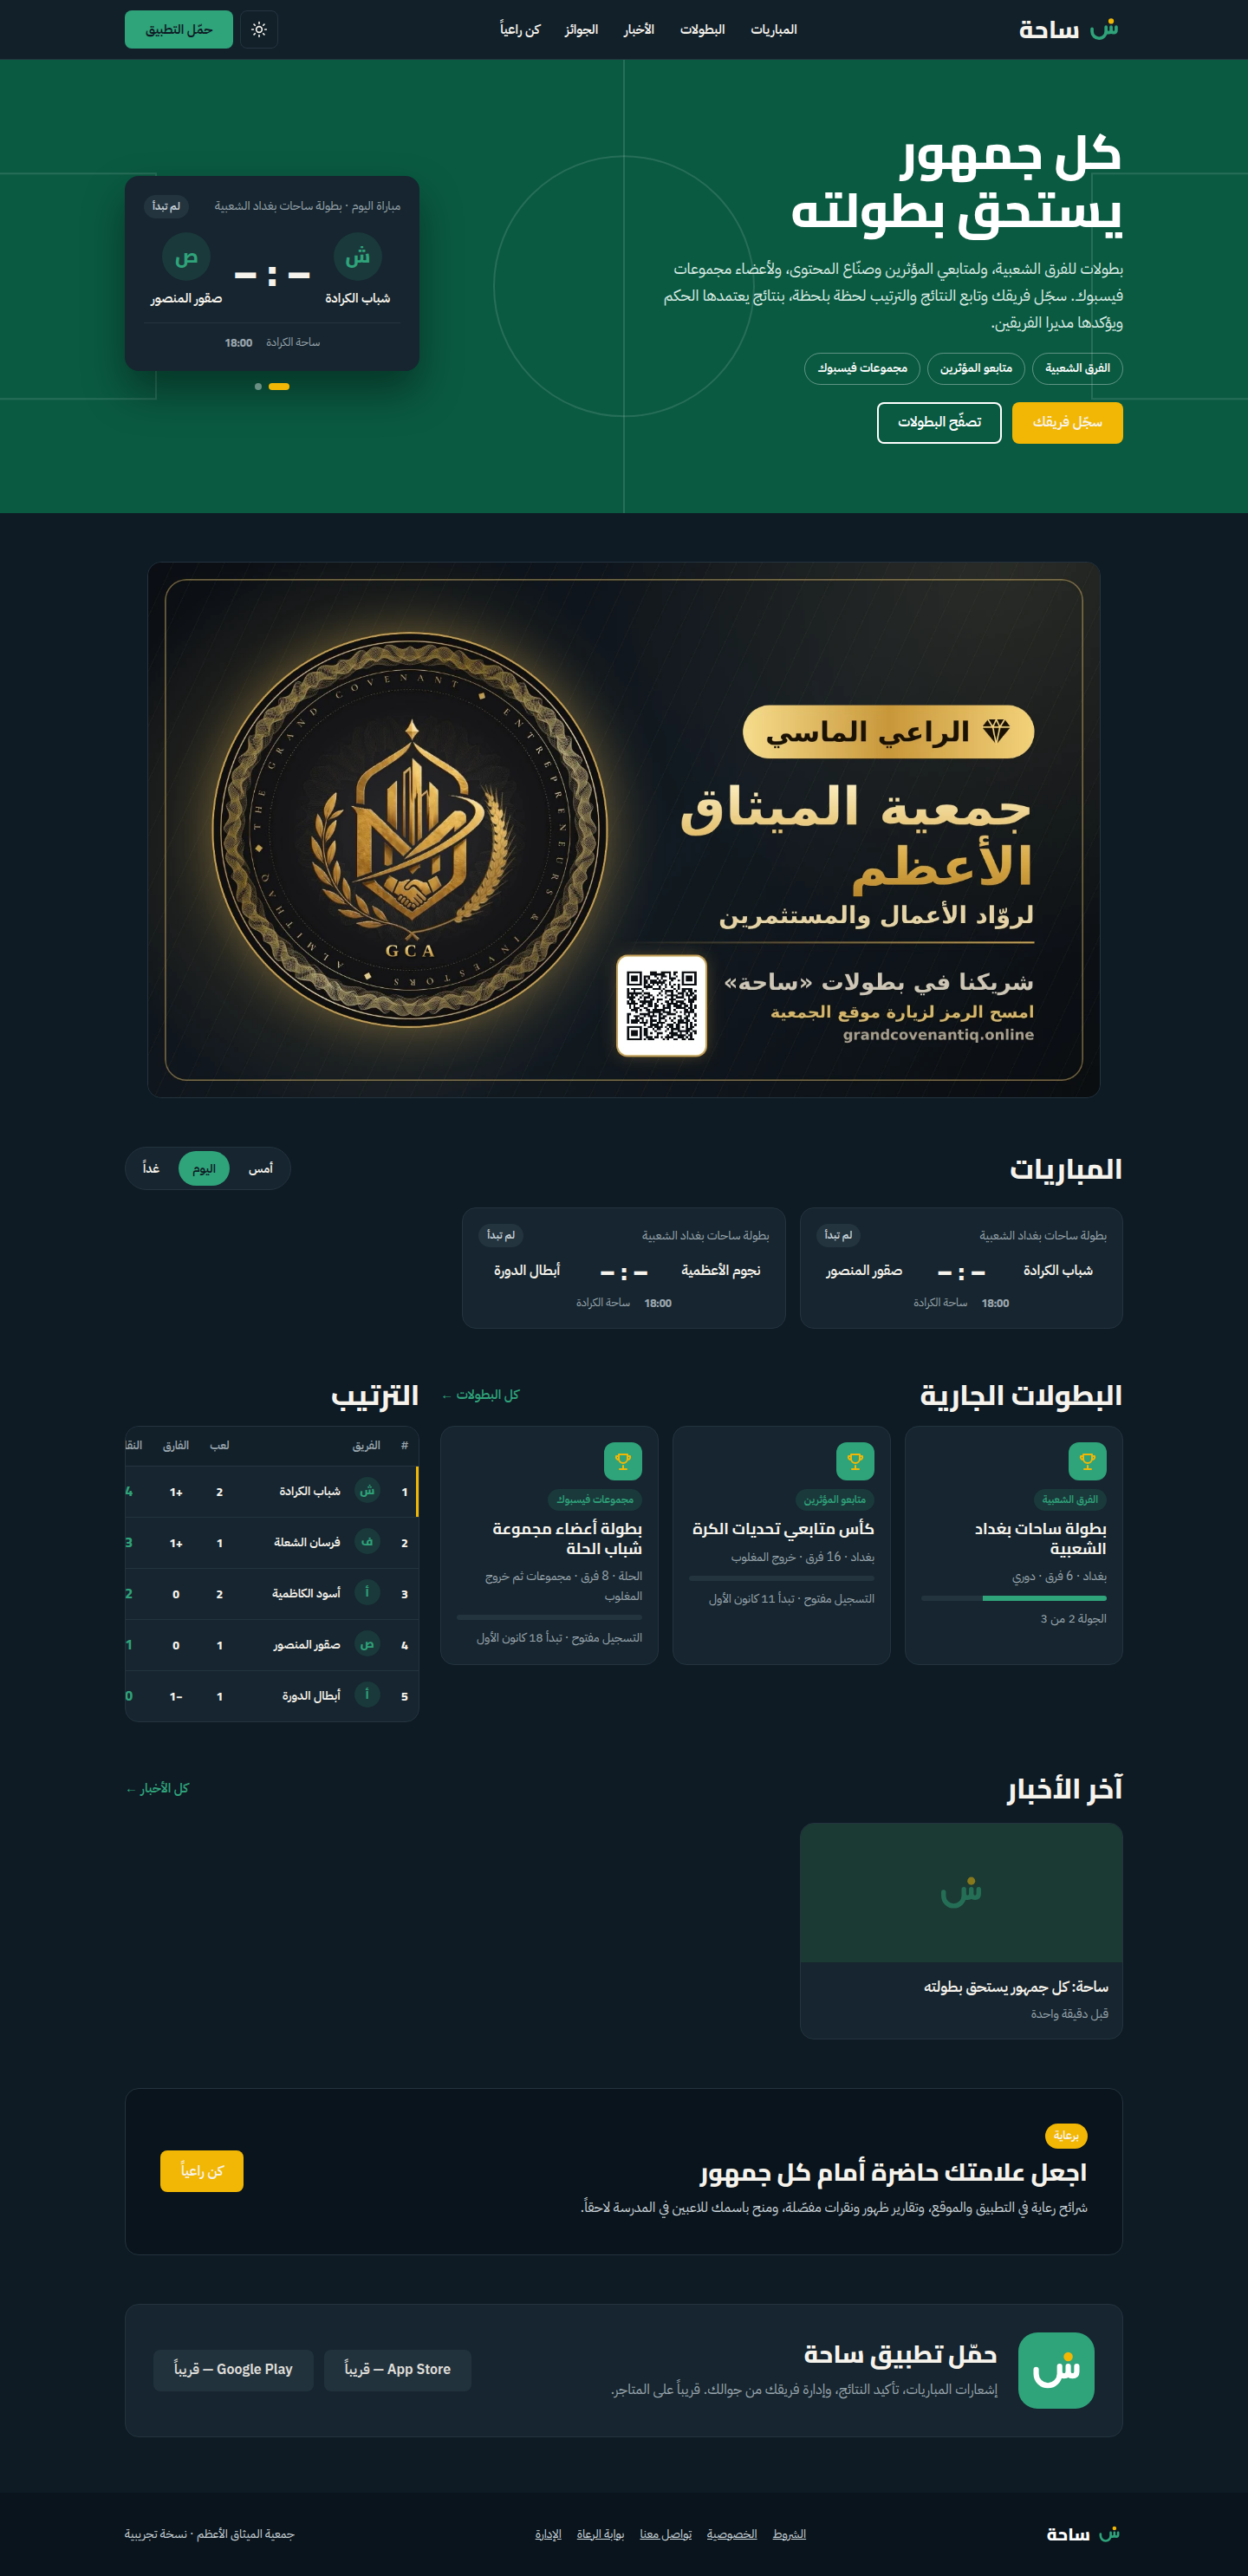 ساحة
المباريات
البطولات
الأخبار
الجوائز
كن راعياً
حمّل التطبيق
كل جمهور
يستحق بطولته
بطولات للفرق الشعبية، ولمتابعي المؤثرين وصنّاع المحتوى، ولأعضاء مجموعات
فيسبوك. سجّل فريقك وتابع النتائج والترتيب لحظة بلحظة، بنتائج يعتمدها الحكم
ويؤكدها مديرا الفريقين.
الفرق الشعبية
متابعو المؤثرين
مجموعات فيسبوك
سجّل فريقك
تصفّح البطولات
مباراة اليوم · بطولة ساحات بغداد الشعبية
لم تبدأ
ش
– : –
ص
شباب الكرادة
صقور المنصور
ساحة الكرادة
18:00
الراعي الماسي
جمعية الميثاق
الأعظم
لروّاد الأعمال والمستثمرين
شريكنا في بطولات «ساحة»
امسح الرمز لزيارة موقع الجمعية
grandcovenantiq.online
ALMITHAQ ◆ THE GRAND COVENANT ◆ ENTREPRENEURS & INVESTORS ◆
GCA
المباريات
أمس
اليوم
غداً
بطولة ساحات بغداد الشعبية
لم تبدأ
شباب الكرادة
– : –
صقور المنصور
18:00
ساحة الكرادة
بطولة ساحات بغداد الشعبية
لم تبدأ
نجوم الأعظمية
– : –
أبطال الدورة
18:00
ساحة الكرادة
البطولات الجارية
كل البطولات ←
الفرق الشعبية
بطولة ساحات بغداد
الشعبية
بغداد · 6 فرق · دوري
الجولة 2 من 3
متابعو المؤثرين
كأس متابعي تحديات الكرة
بغداد · 16 فرق · خروج المغلوب
التسجيل مفتوح · تبدأ 11 كانون الأول
مجموعات فيسبوك
بطولة أعضاء مجموعة
شباب الحلة
الحلة · 8 فرق · مجموعات ثم خروج
المغلوب
التسجيل مفتوح · تبدأ 18 كانون الأول
الترتيب
# الفريق لعب الفارق النقا
1 ش شباب الكرادة 2 +1 4
2 ف فرسان الشعلة 1 +1 3
3 أ أسود الكاظمية 2 0 2
4 ص صقور المنصور 1 0 1
5 أ أبطال الدورة 1 −1 0
آخر الأخبار
كل الأخبار ←
ساحة: كل جمهور يستحق بطولته
قبل دقيقة واحدة
برعاية
اجعل علامتك حاضرة أمام كل جمهور
شرائح رعاية في التطبيق والموقع، وتقارير ظهور ونقرات مفصّلة، ومنح باسمك للاعبين في المدرسة لاحقاً.
كن راعياً
حمّل تطبيق ساحة
إشعارات المباريات، تأكيد النتائج، وإدارة فريقك من جوالك. قريباً على المتاجر.
App Store — قريباً
Google Play — قريباً
ساحة
الشروط
الخصوصية
تواصل معنا
بوابة الرعاة
الإدارة
جمعية الميثاق الأعظم · نسخة تجريبية